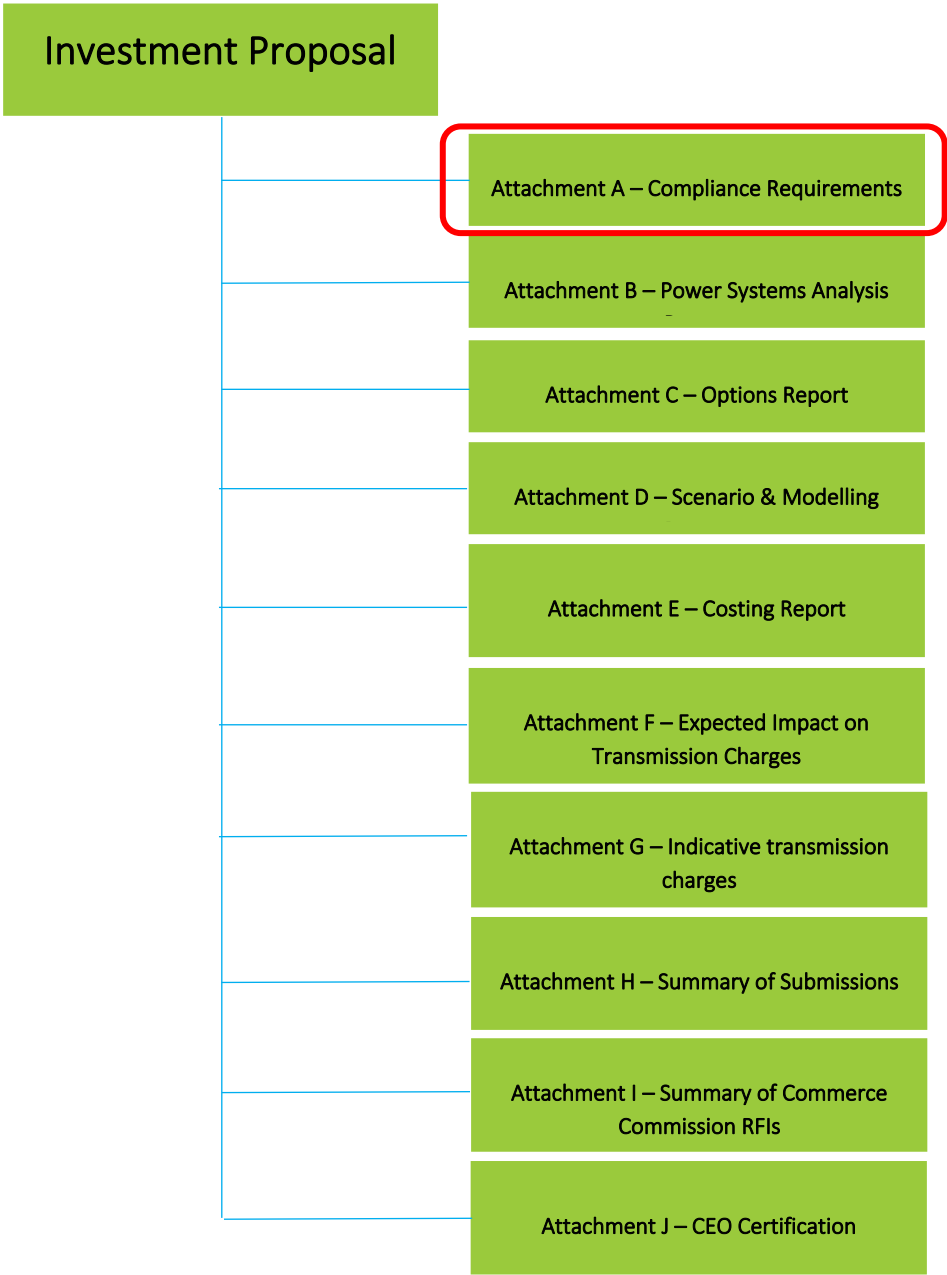 Investment Proposal
Attachment A – Compliance Requirements
Attachment B – Power Systems Analysis
Attachment C – Options Report
Attachment D – Scenario & Modelling
Attachment E – Costing Report
Attachment F – Expected Impact on
Transmission Charges
Attachment G – Indicative transmission
charges
Attachment H – Summary of Submissions
Attachment I – Summary of Commerce
Commission RFIs
Attachment J – CEO Certification